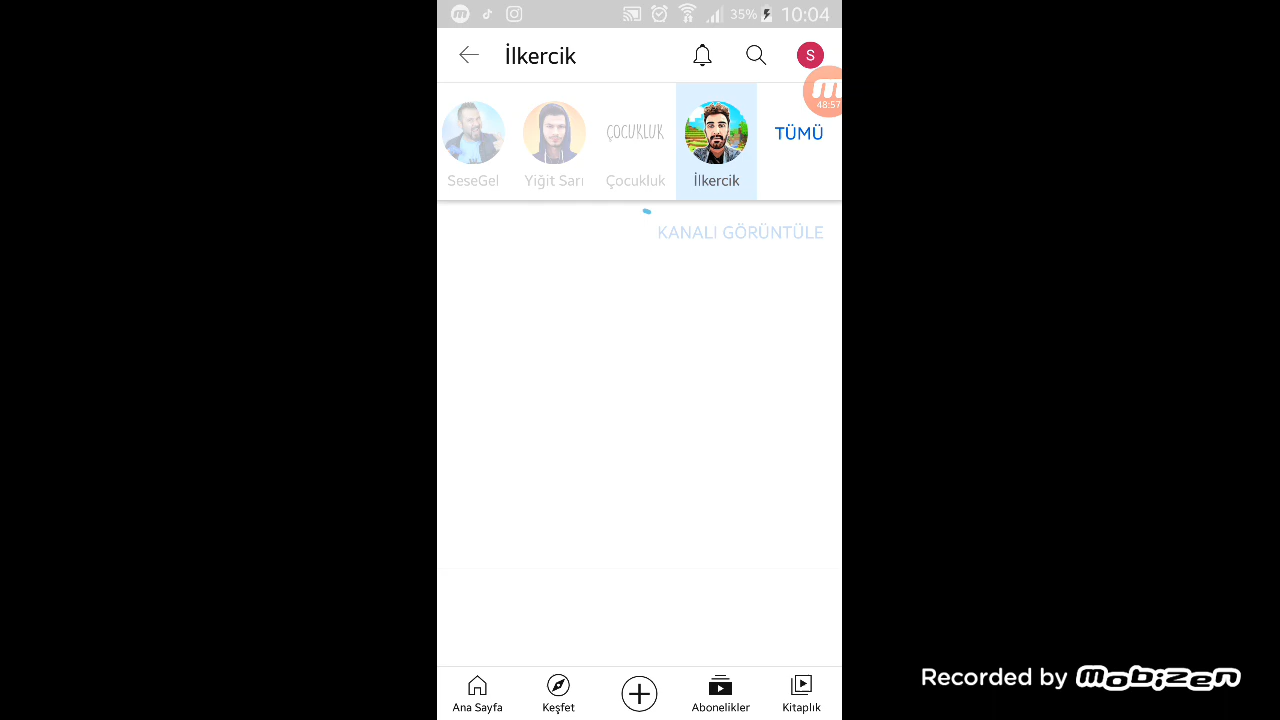 35% 10:04
İlkercik
S
48:57
ÇOCUKLUK
TÜMÜ
SeseGel Yiğit Sarı Çocukluk İlkercik
KANALI GÖRÜNTÜLE
Recorded by mobizen
Ana Sayfa Keşfet Abonelikler Kitaplık